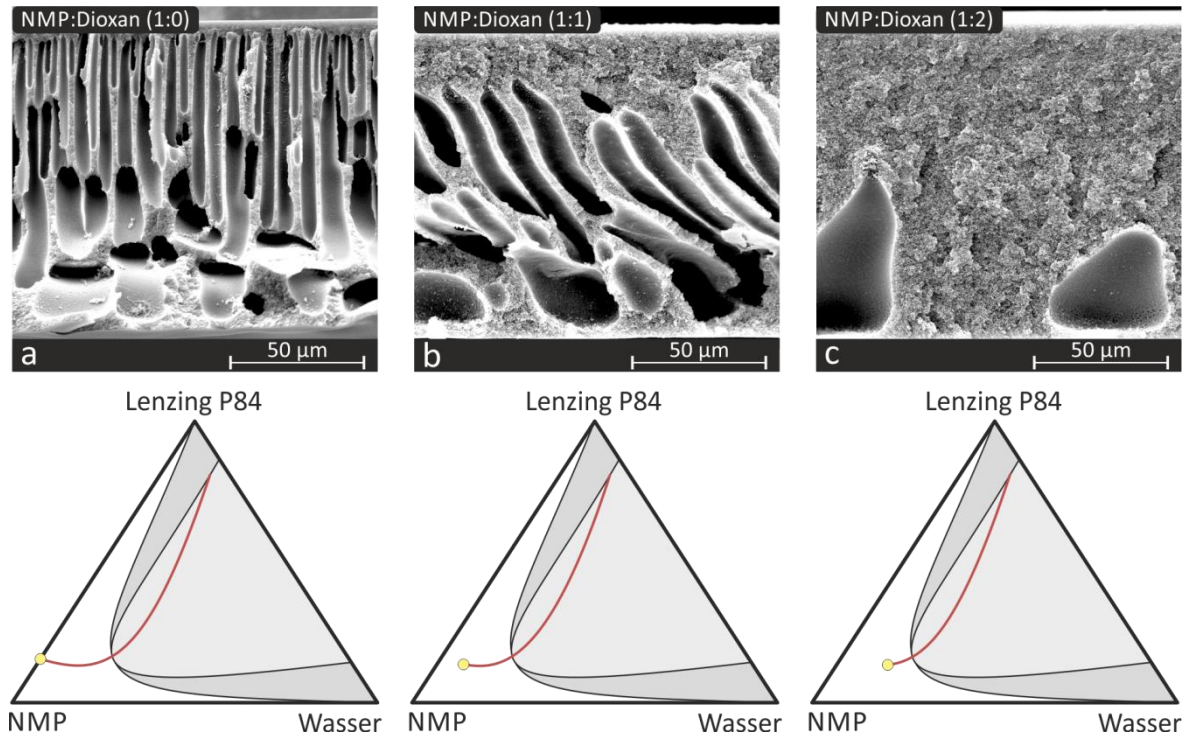 NMP:Dioxan (1:0)
NMP:Dioxan (1:1)
NMP:Dioxan (1:2)
a
50 µm
b
50 µm
c
50 µm
Lenzing P84
Lenzing P84
Lenzing P84
NMP
Wasser
NMP
Wasser
NMP
Wasser